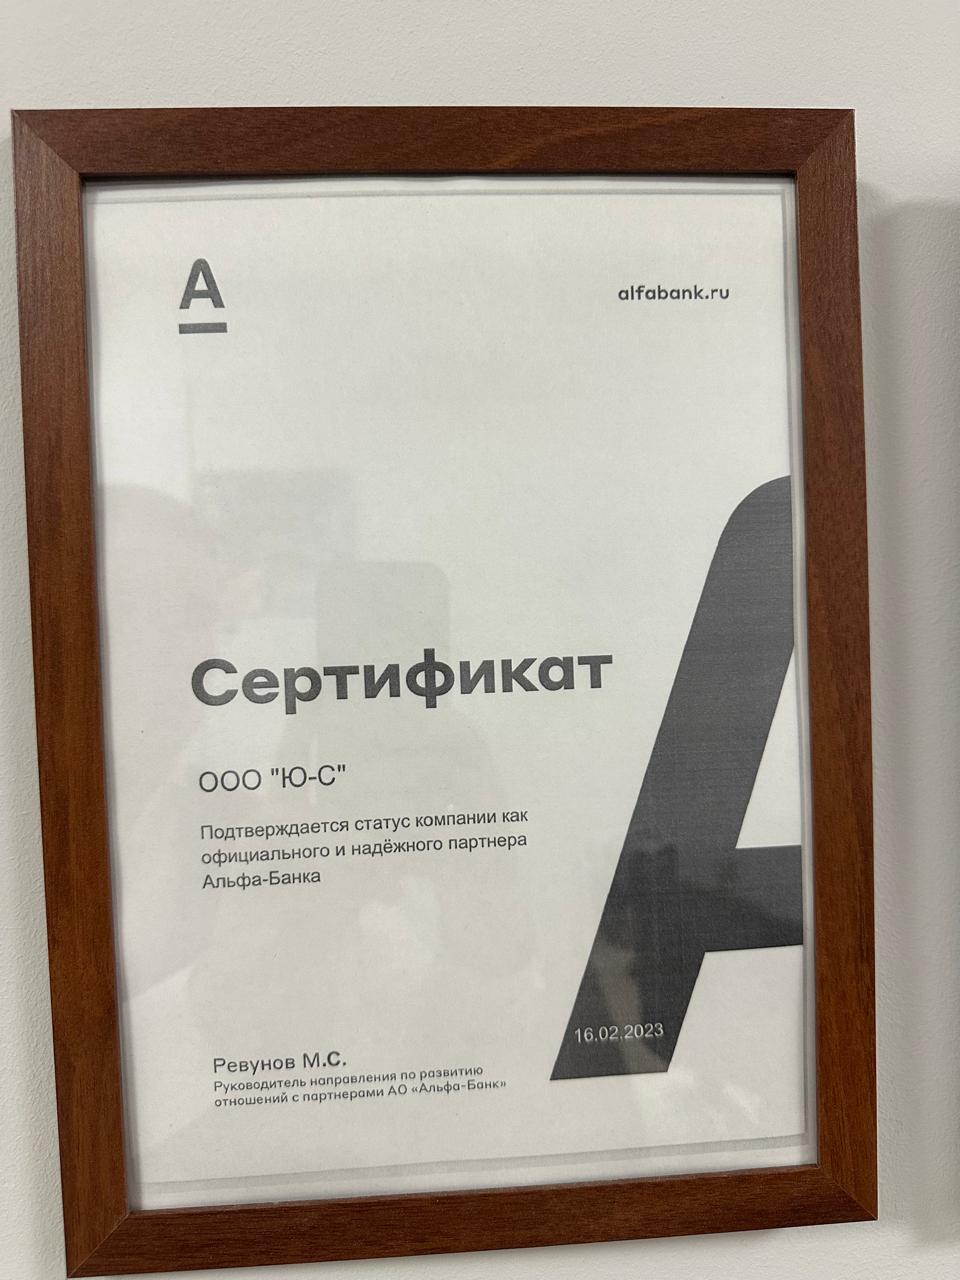 А
alfabank.ru
Сертификат
ООО "Ю-С"
Подтверждается статус компании как
официального и надёжного партнера
Альфа-Банка
16.02.2023
Ревунов М.С.
Руководитель направления по развитию
отношений с партнерами АО «Альфа-Банк»